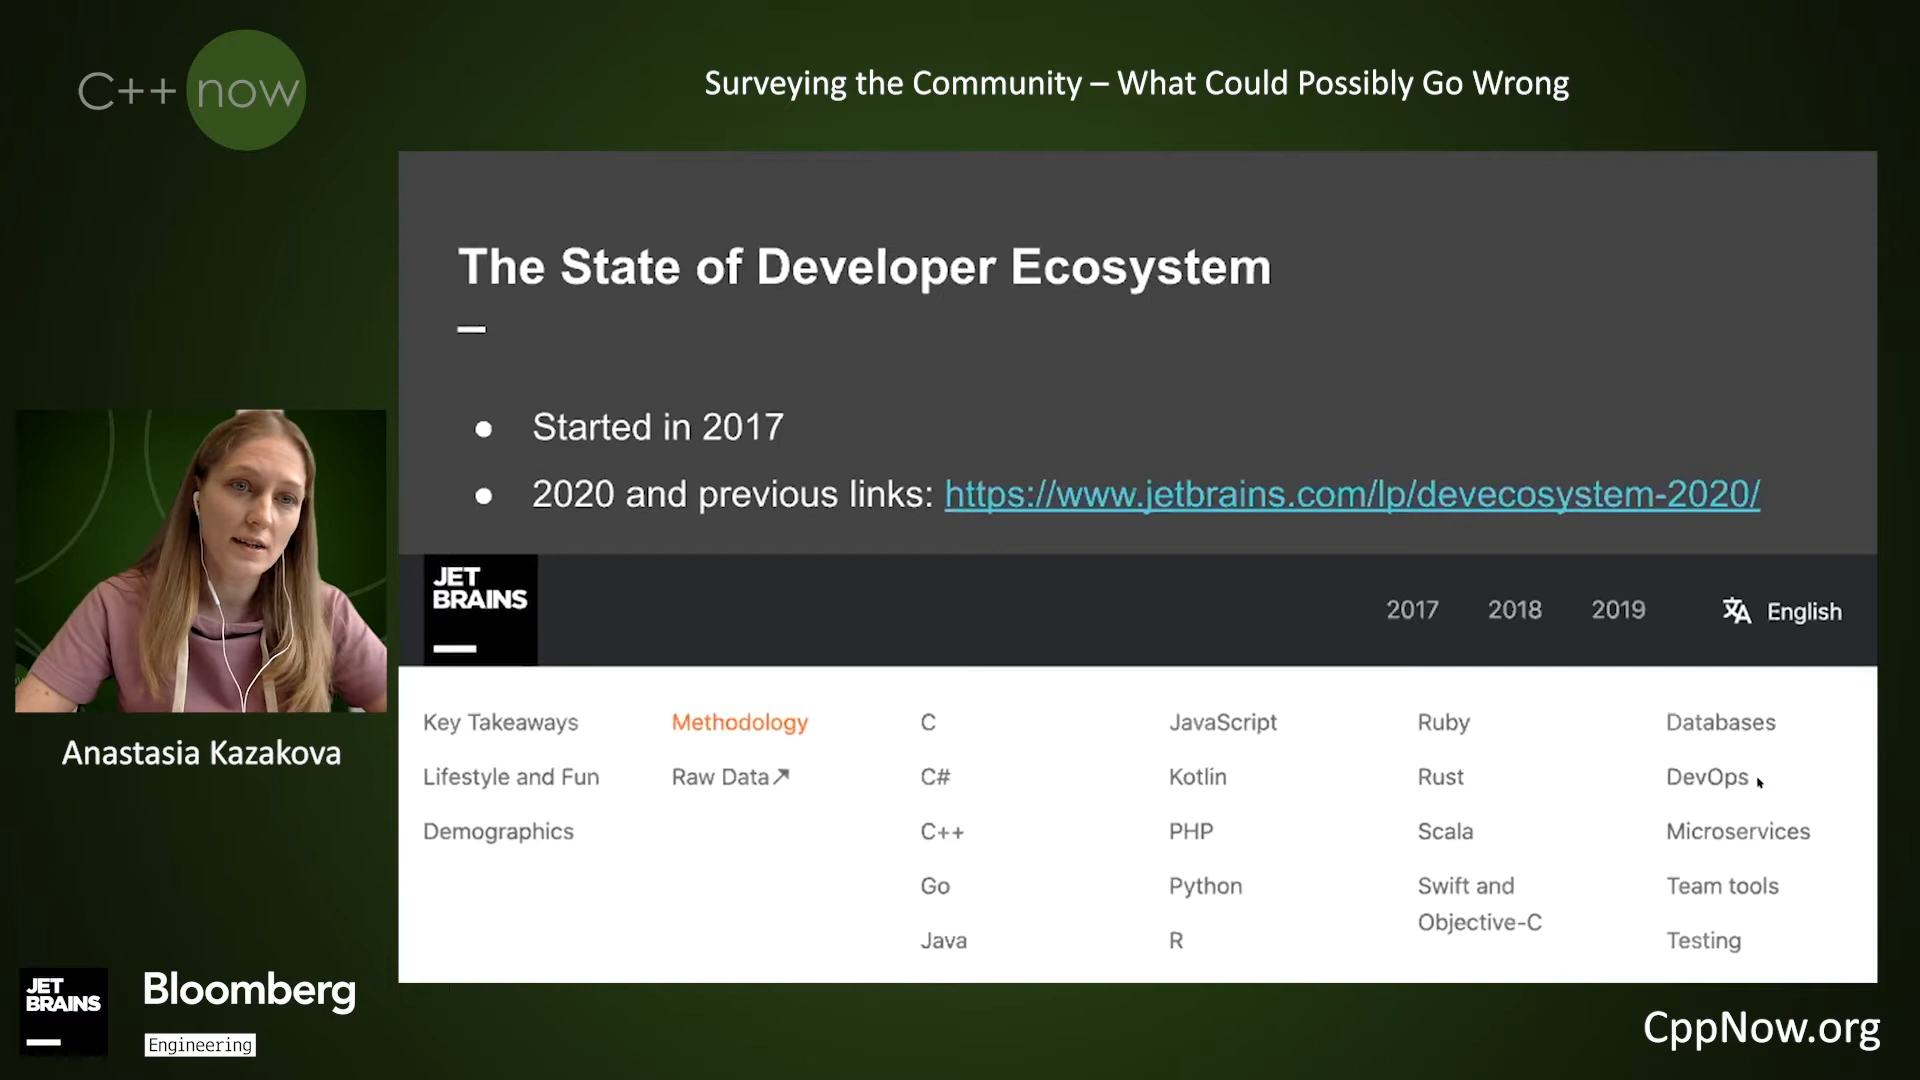 C++ now
Surveying the Community – What Could Possibly Go Wrong
The State of Developer Ecosystem
● Started in 2017
● 2020 and previous links: https://www.jetbrains.com/lp/devecosystem-2020/
JET
BRAINS
2017 2018 2019 English
Key Takeaways
Lifestyle and Fun
Demographics
Methodology
Raw Data↗
C
C#
C++
Go
Java
JavaScript
Kotlin
PHP
Python
R
Ruby
Rust
Scala
Swift and
Objective-C
Databases
DevOps
Microservices
Team tools
Testing
Anastasia Kazakova
JET
BRAINS
Bloomberg
Engineering
CppNow.org